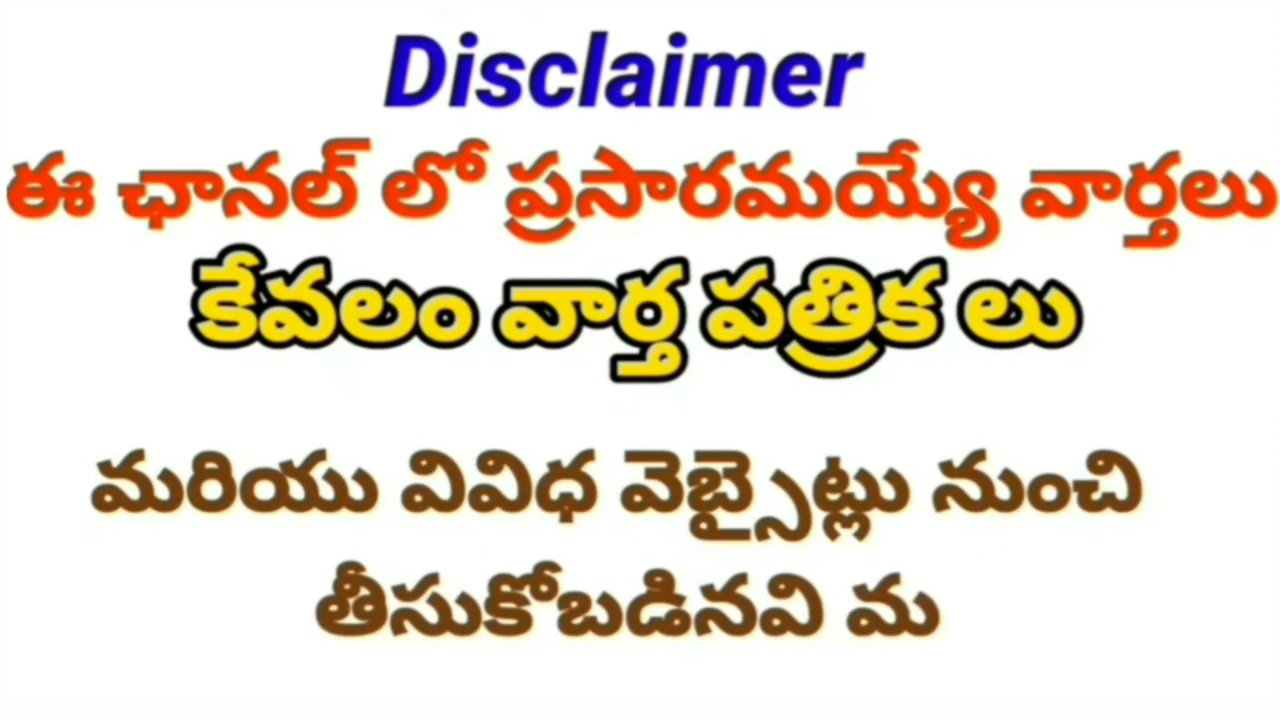 Disclaimer
ఈ ఛానల్ లో ప్రసారమయ్యే వార్తలు
కేవలం వార్త పత్రిక లు
మరియు వివిధ వెబ్సైట్లు నుంచి
తీసుకోబడినవి మ